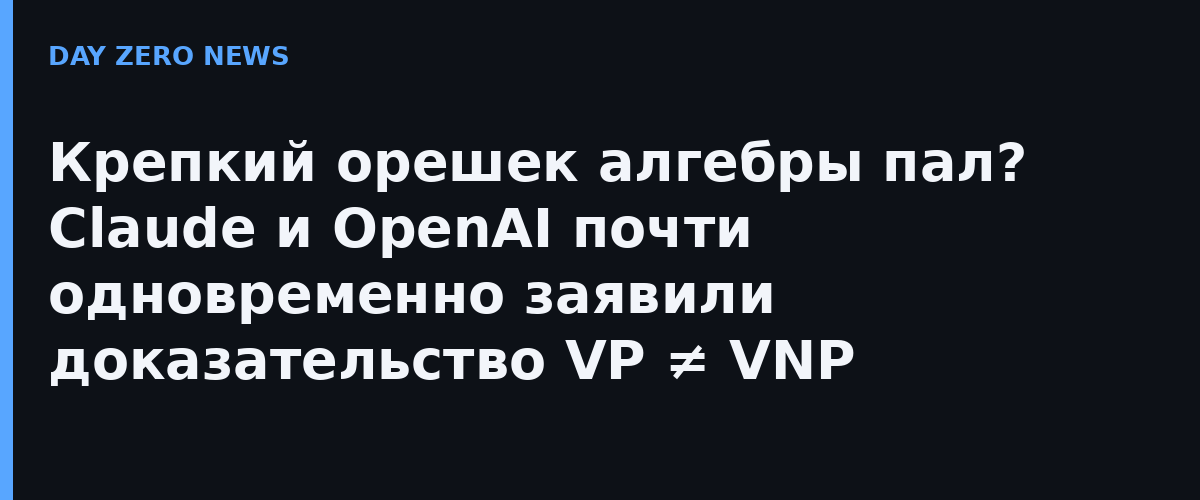 DAY ZERO NEWS
Крепкий орешек алгебры пал?
Claude и OpenAI почти
одновременно заявили
доказательство VP ≠ VNP